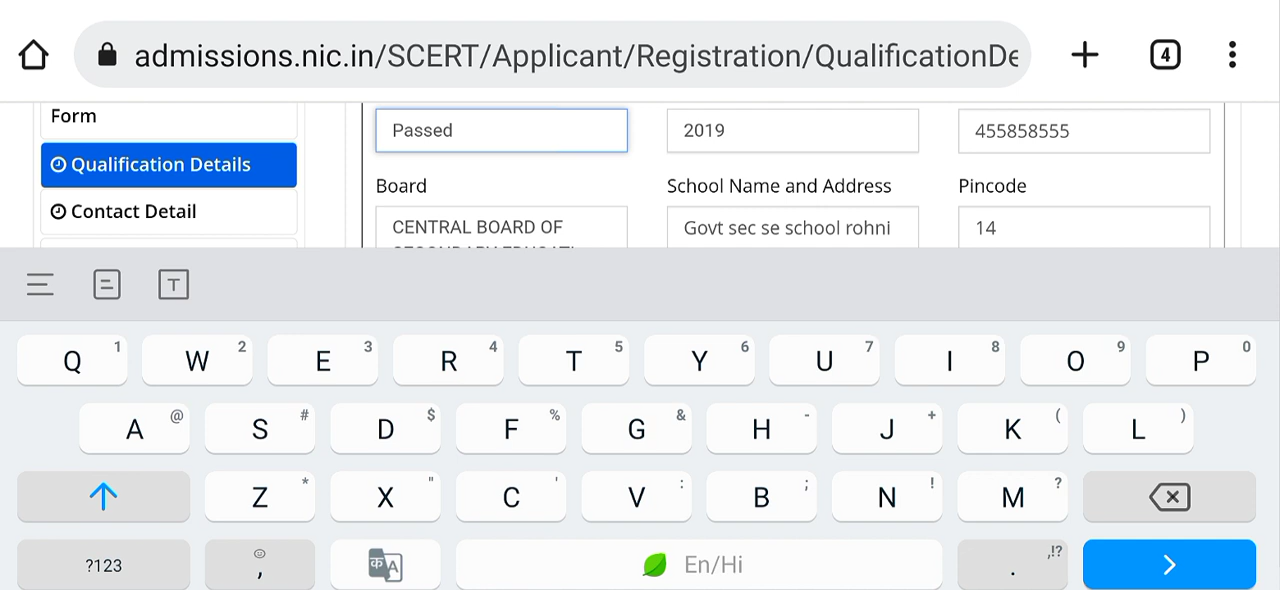 admissions.nic.in/SCERT/Applicant/Registration/QualificationDe
4
Form
Passed
2019
455858555
Qualification Details
Board
School Name and Address
Pincode
Contact Detail
CENTRAL BOARD OF
Govt sec se school rohni
14
T
Q 1 W 2 E 3 R 4 T 5 Y 6 U 7 I 8 O 9 P 0
A @ S # D $ F % G & H - J + K ( L )
Z * X " C ' V : B ; N ! M ?
?123 , क A En/Hi . ,!?